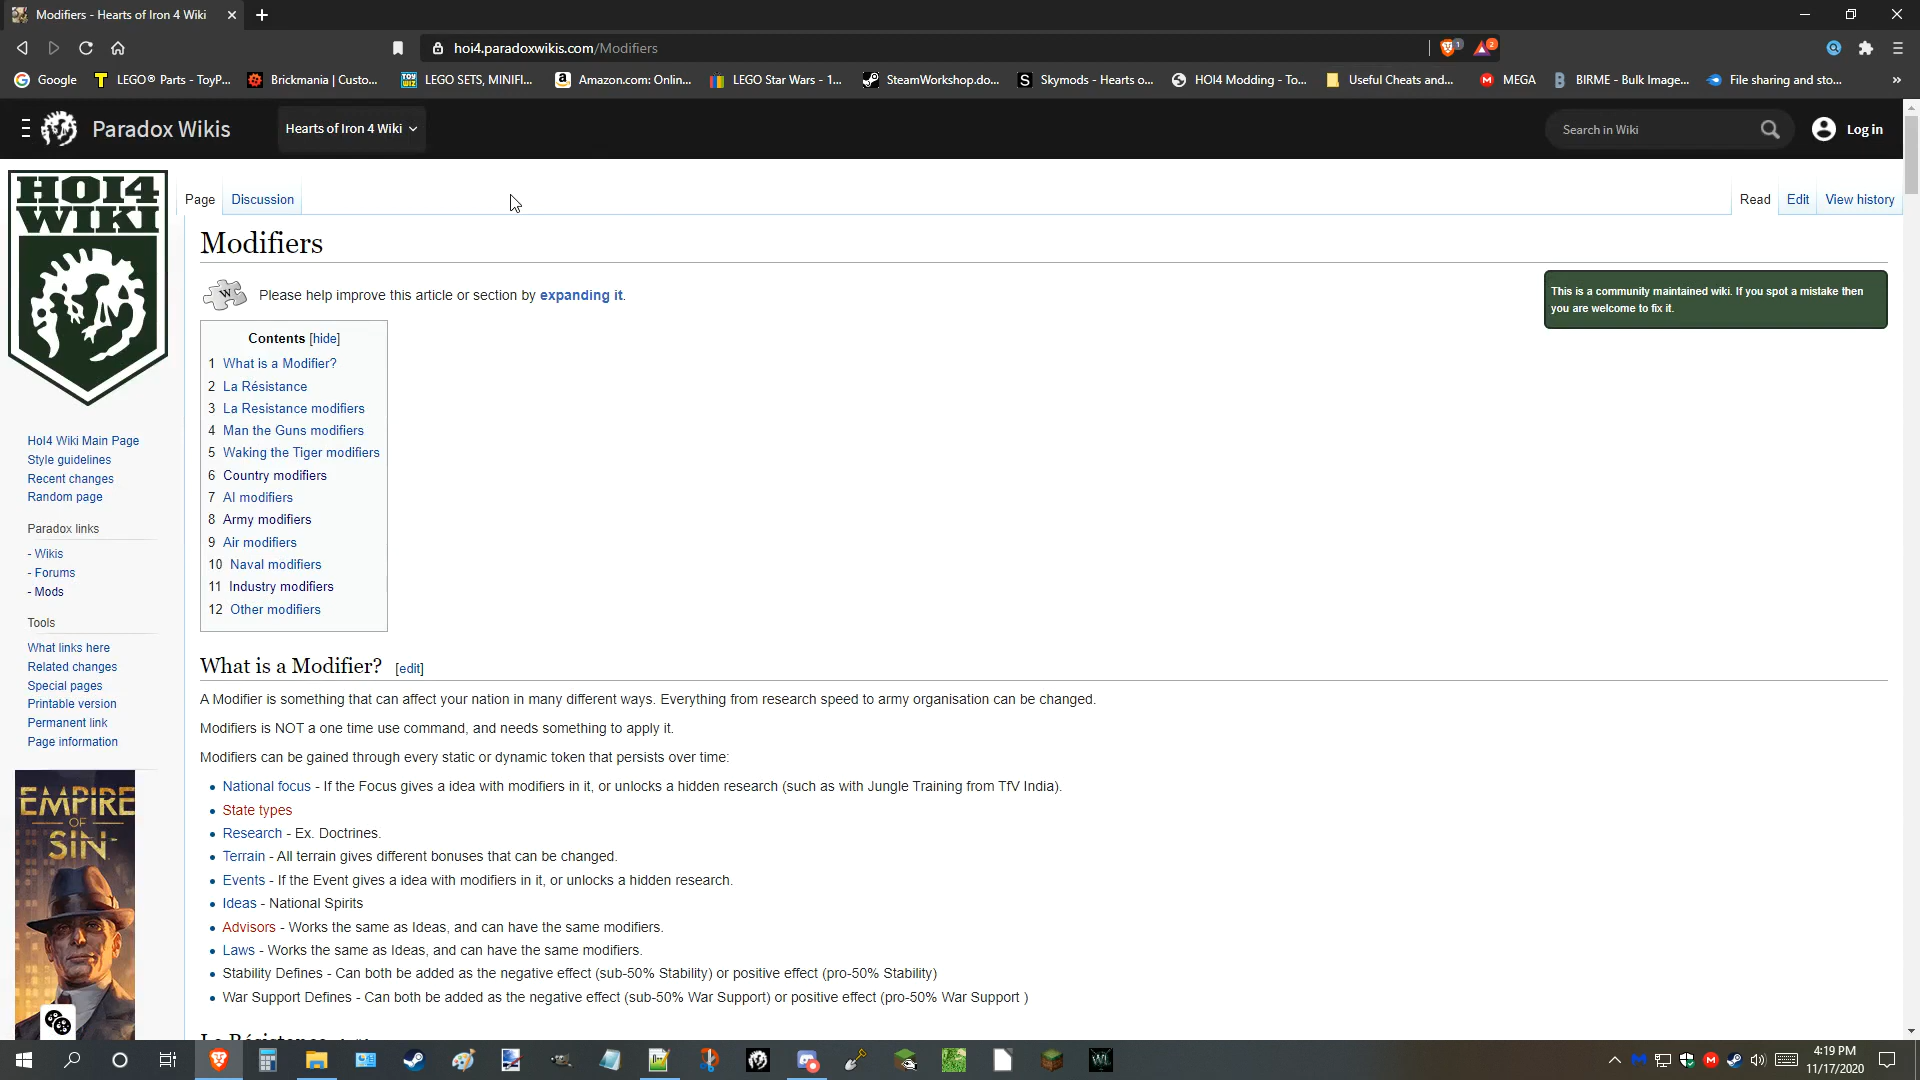 Modifiers - Hearts of Iron 4 Wiki
hoi4.paradoxwikis.com/Modifiers
1
2
Google
LEGO® Parts - ToyP...
Brickmania | Custo...
TOY WIZ
LEGO SETS, MINIFI...
Amazon.com: Onlin...
LEGO Star Wars - 1...
SteamWorkshop.do...
Skymods - Hearts o...
HOI4 Modding - To...
Useful Cheats and...
MEGA
BIRME - Bulk Image...
File sharing and sto...
Paradox Wikis
Hearts of Iron 4 Wiki
Search in Wiki
Log in
HOI4
WIKI
Page
Discussion
Read
Edit
View history
Modifiers
W
Please help improve this article or section by expanding it.
This is a community maintained wiki. If you spot a mistake then
you are welcome to fix it.
Contents [hide]
1 What is a Modifier?
2 La Résistance
3 La Resistance modifiers
4 Man the Guns modifiers
5 Waking the Tiger modifiers
6 Country modifiers
7 AI modifiers
8 Army modifiers
9 Air modifiers
10 Naval modifiers
11 Industry modifiers
12 Other modifiers
HoI4 Wiki Main Page
Style guidelines
Recent changes
Random page
Paradox links
- Wikis
- Forums
- Mods
Tools
What links here
Related changes
Special pages
Printable version
Permanent link
Page information
EMPIRE
OF
SIN
What is a Modifier? [edit]
A Modifier is something that can affect your nation in many different ways. Everything from research speed to army organisation can be changed.
Modifiers is NOT a one time use command, and needs something to apply it.
Modifiers can be gained through every static or dynamic token that persists over time:
National focus - If the Focus gives a idea with modifiers in it, or unlocks a hidden research (such as with Jungle Training from TfV India).
State types
Research - Ex. Doctrines.
Terrain - All terrain gives different bonuses that can be changed.
Events - If the Event gives a idea with modifiers in it, or unlocks a hidden research.
Ideas - National Spirits
Advisors - Works the same as Ideas, and can have the same modifiers.
Laws - Works the same as Ideas, and can have the same modifiers.
Stability Defines - Can both be added as the negative effect (sub-50% Stability) or positive effect (pro-50% Stability)
War Support Defines - Can both be added as the negative effect (sub-50% War Support) or positive effect (pro-50% War Support )
La Résistance
4:19 PM
11/17/2020